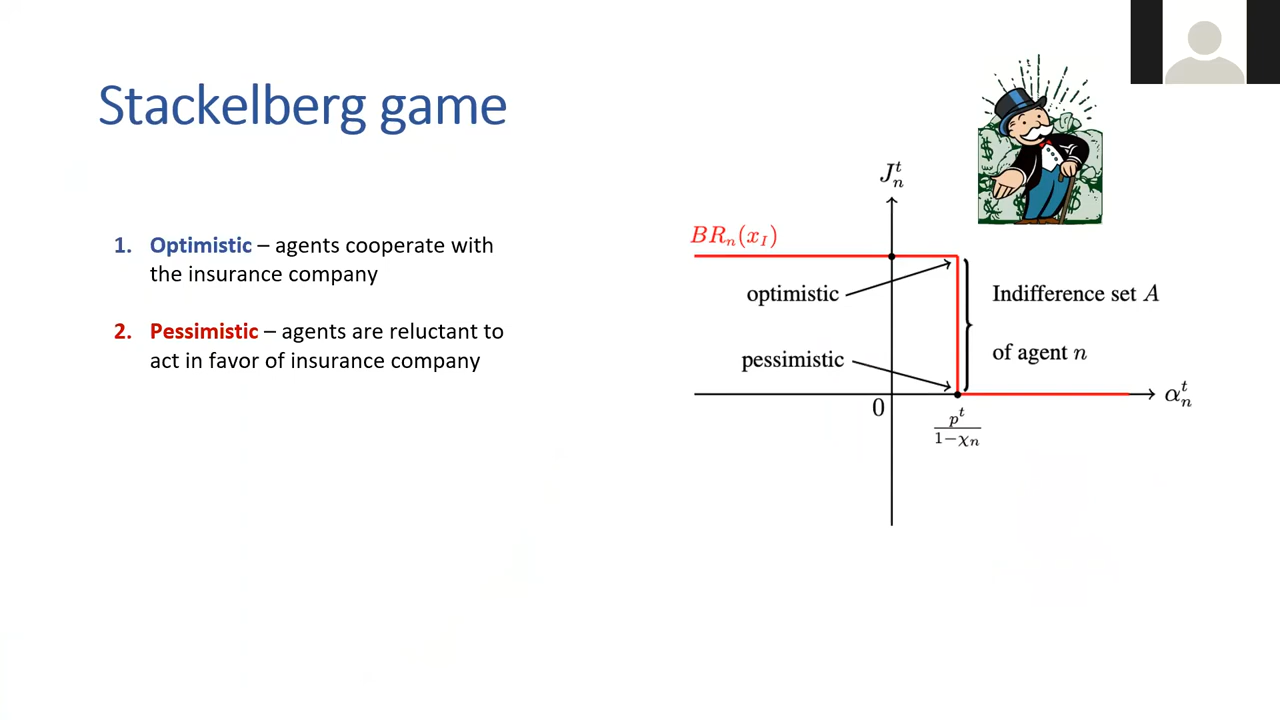 Stackelberg game
1. Optimistic – agents cooperate with
the insurance company
2. Pessimistic – agents are reluctant to
act in favor of insurance company
$ $ $ $
J_n^t
BR_n(x_I)
optimistic
pessimistic
Indifference set A
of agent n
0
p^t
1−χ_n
α_n^t